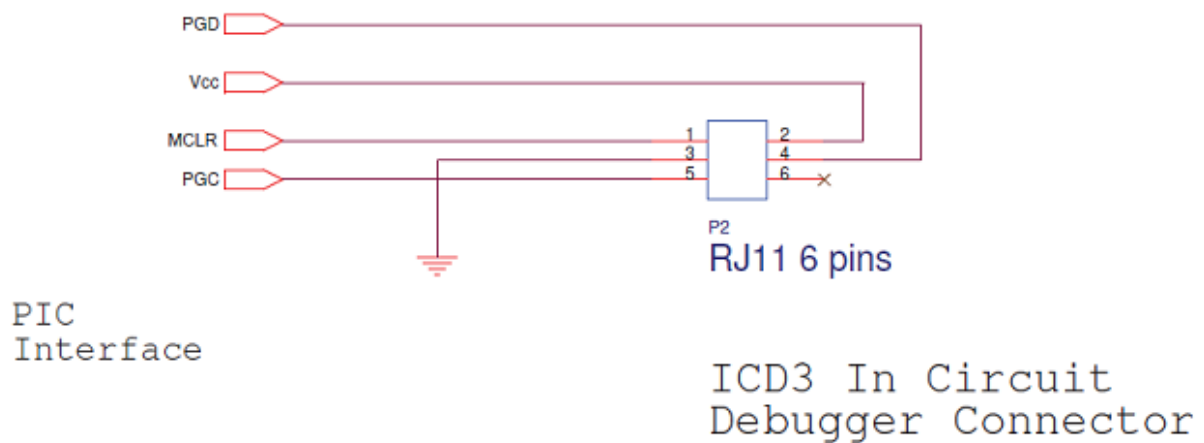 PGD
Vcc
MCLR
1
2
3
4
PGC
5
6
P2
RJ11 6 pins
PIC
Interface
ICD3 In Circuit
Debugger Connector